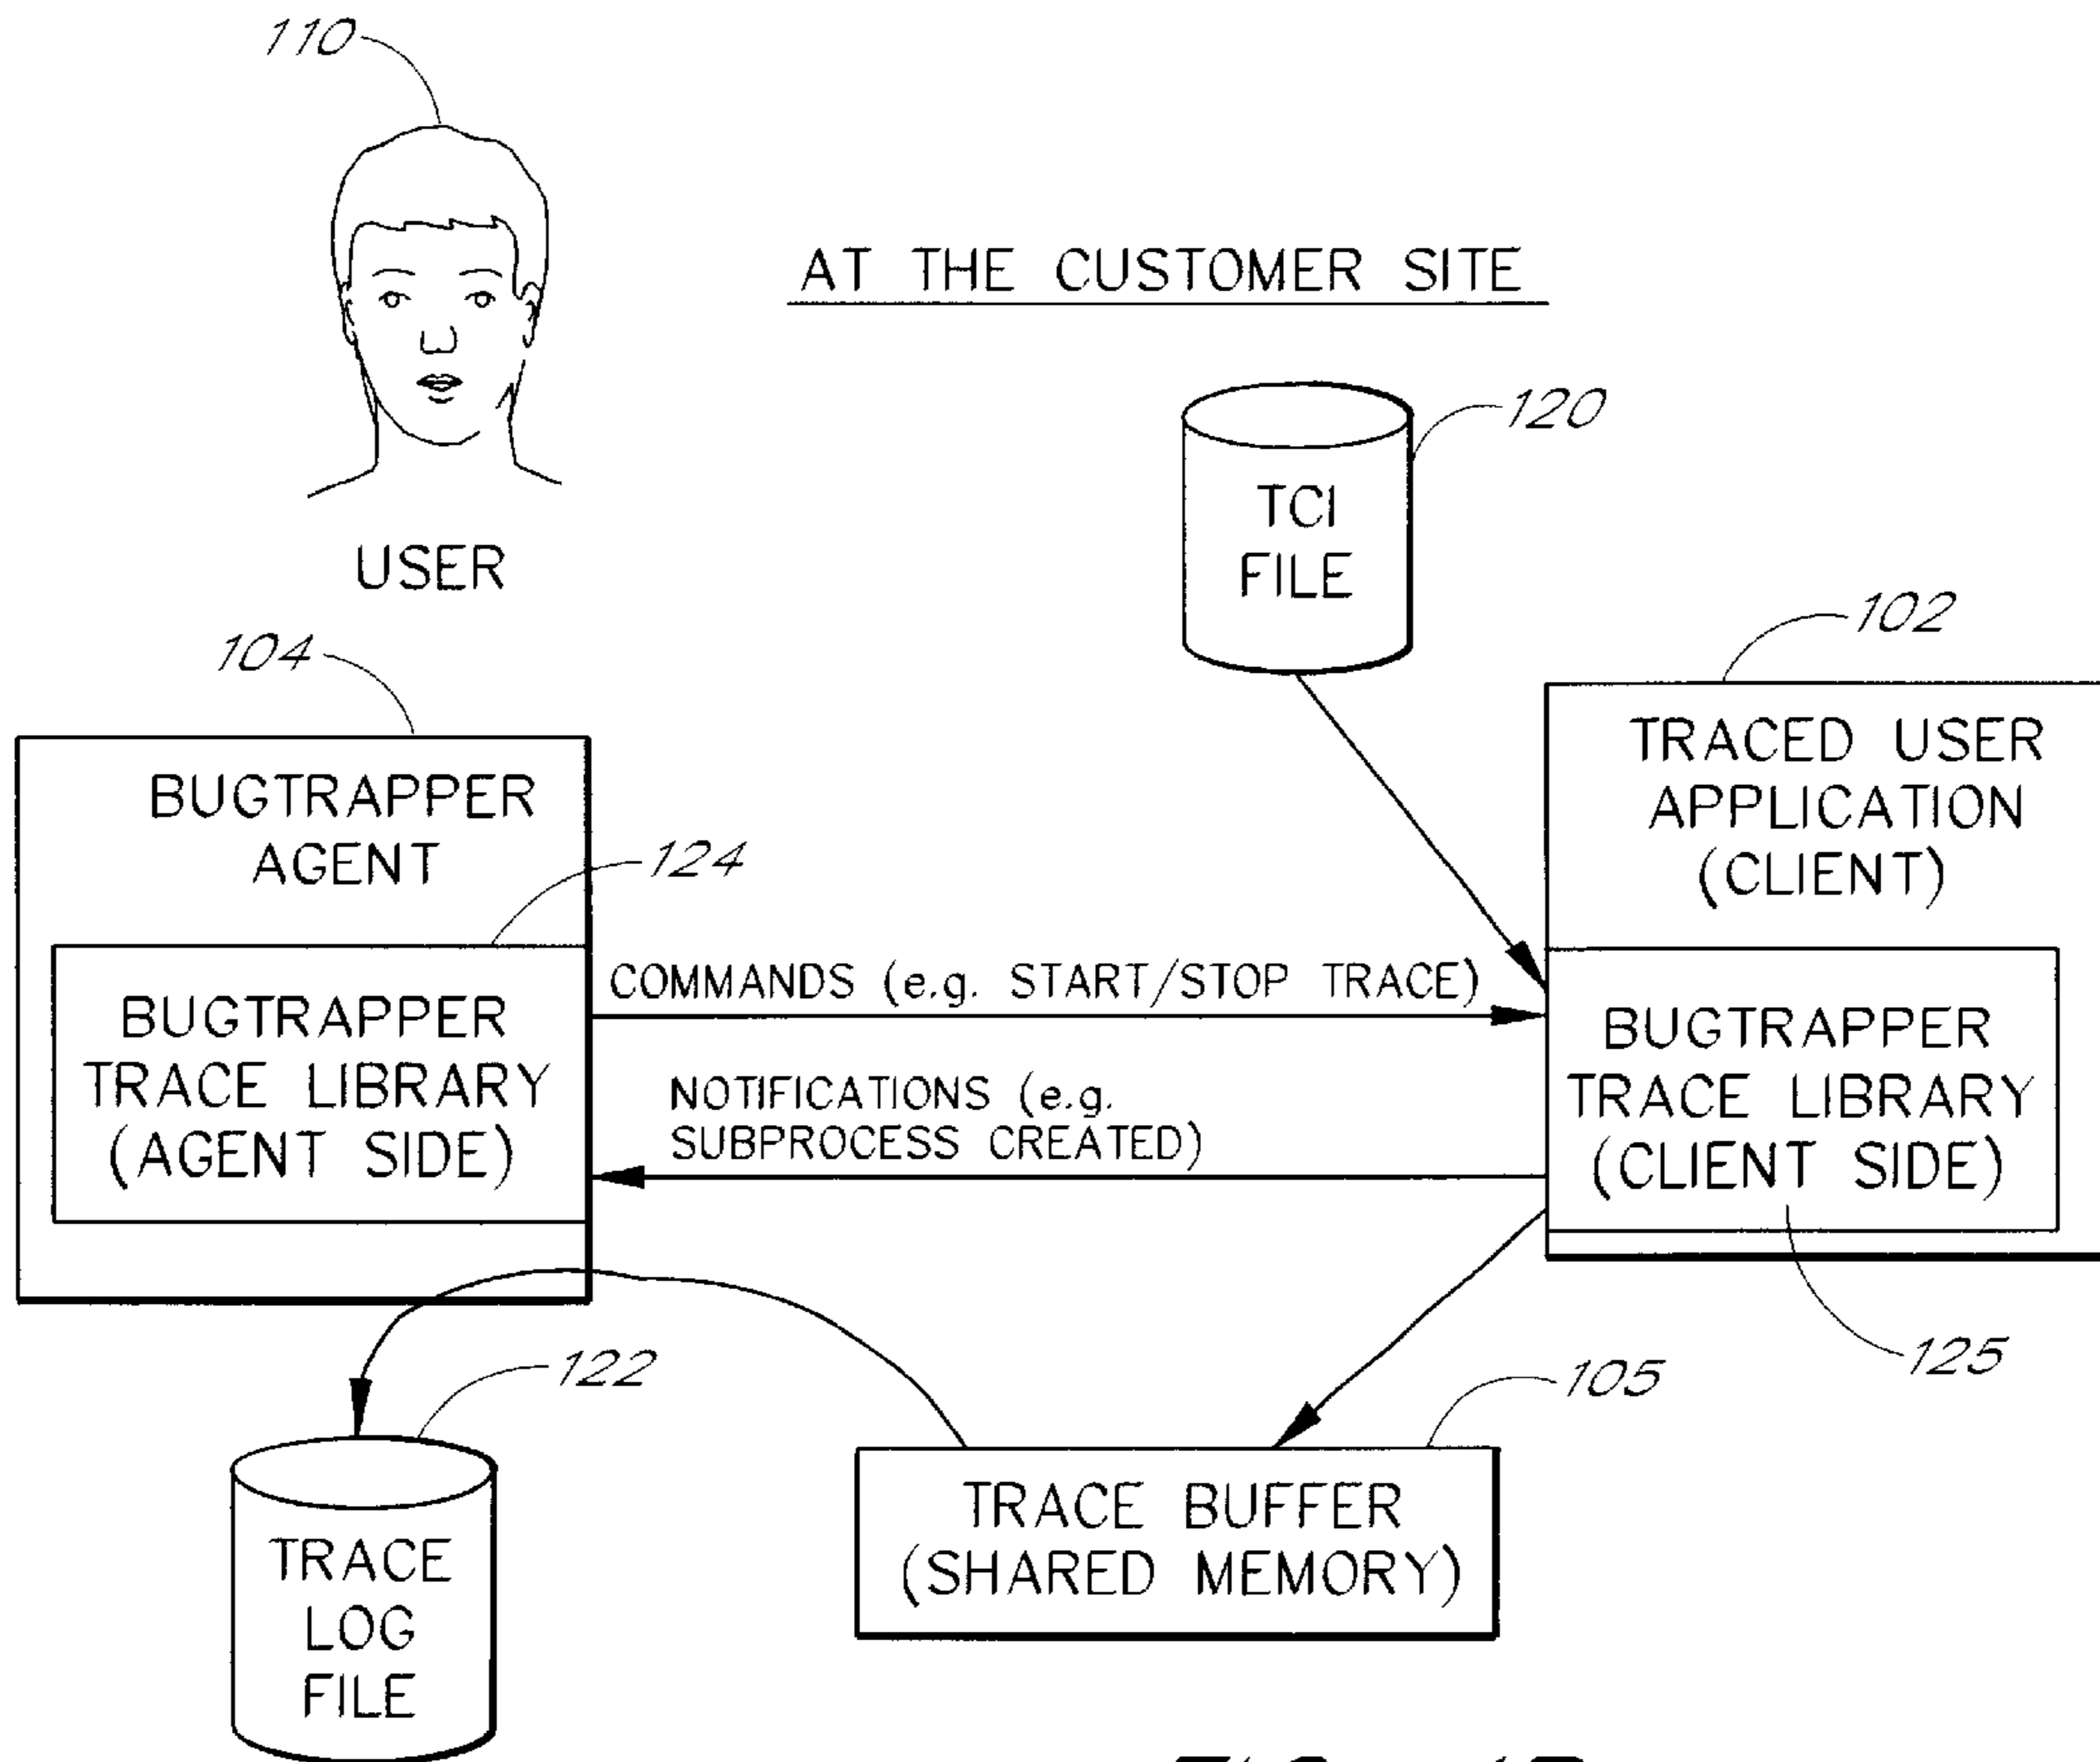 110
AT THE CUSTOMER SITE
120
TCI
FILE
USER
104
102
BUGTRAPPER
AGENT
TRACED USER
APPLICATION
(CLIENT)
124
COMMANDS (e.g. START/STOP TRACE)
BUGTRAPPER
TRACE LIBRARY
(AGENT SIDE)
NOTIFICATIONS (e.g.
SUBPROCESS CREATED)
BUGTRAPPER
TRACE LIBRARY
(CLIENT SIDE)
122
105
125
TRACE
LOG
FILE
TRACE BUFFER
(SHARED MEMORY)